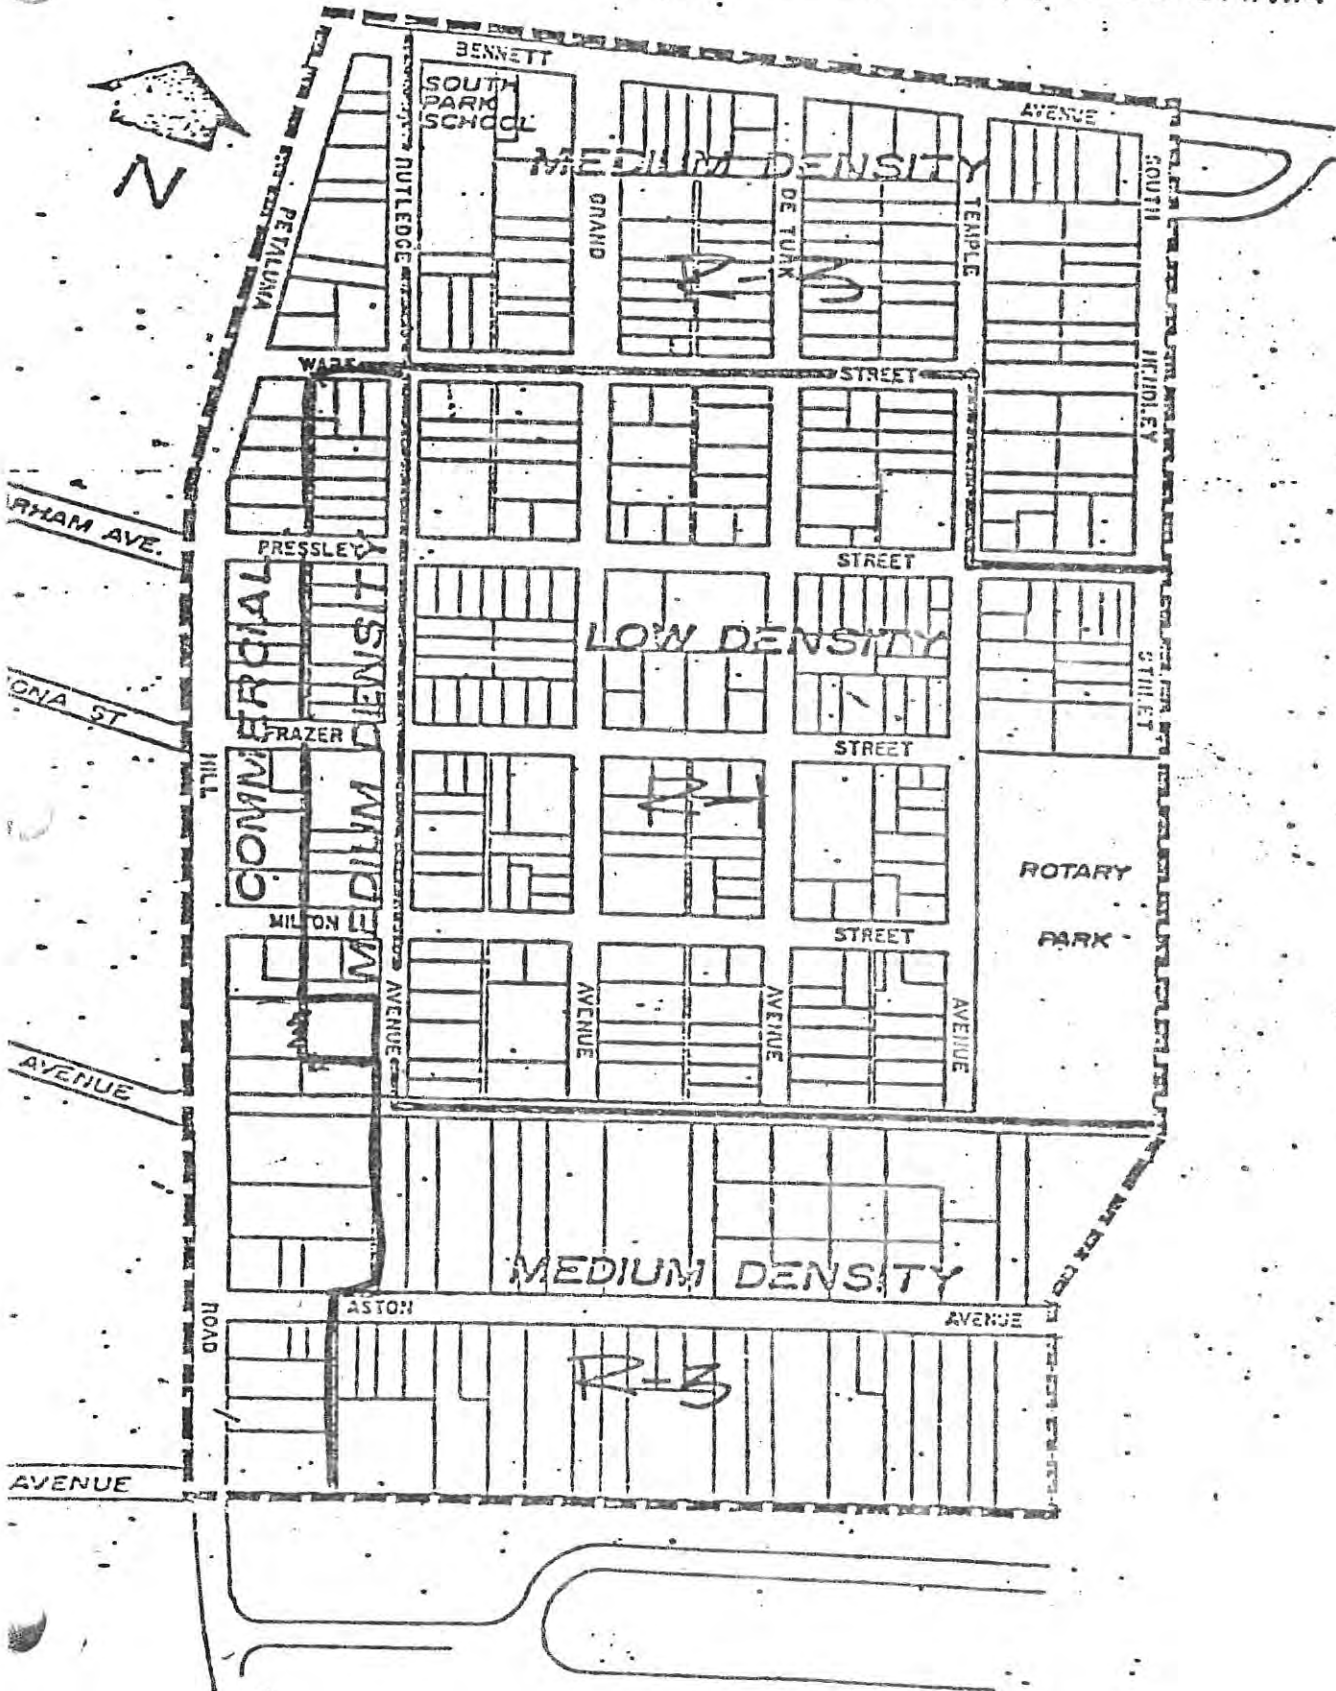 BENNETT
SOUTH
PARK
SCHOOL
AVENUE
N
MEDIUM DENSITY
R-3
PETALUMA
RUTLEDGE
GRAND
DE TURK
TEMPLE
SOUTH
HENDLEY
WARE
STREET
AVE.
PRESSLEY
STREET
COMMERCIAL
MEDIUM DENSITY
LOW DENSITY
STREET
ST
FRAZER
STREET
HILL
R-1
ROTARY
PARK
MILTON
STREET
AVENUE
AVENUE
AVENUE
AVENUE
AVENUE
MEDIUM DENSITY
ASTON
AVENUE
ROAD
R-3
AVENUE